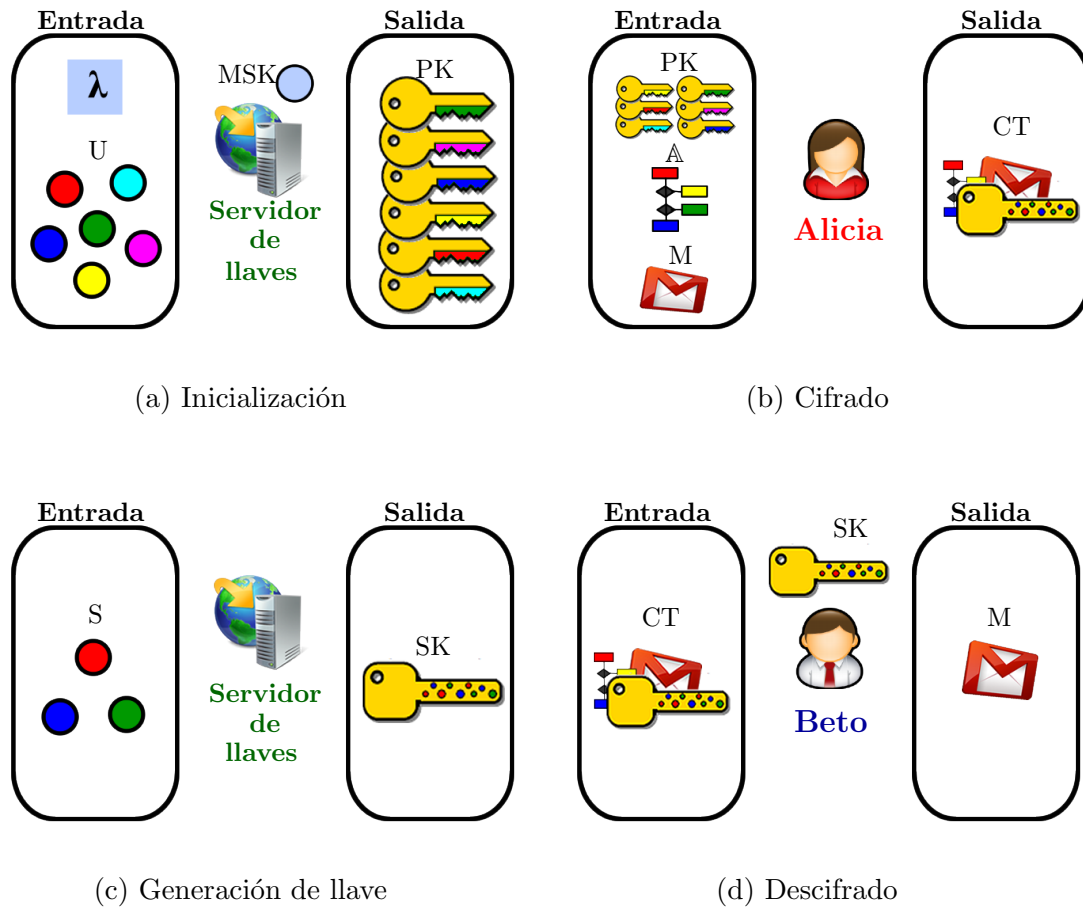 Entrada
λ
U
MSK
Servidor
de
llaves
Salida
PK
(a) Inicialización
Entrada
PK
𝔸
M
Alicia
Salida
CT
(b) Cifrado
Entrada
S
Servidor
de
llaves
Salida
SK
(c) Generación de llave
Entrada
CT
SK
Beto
Salida
M
(d) Descifrado